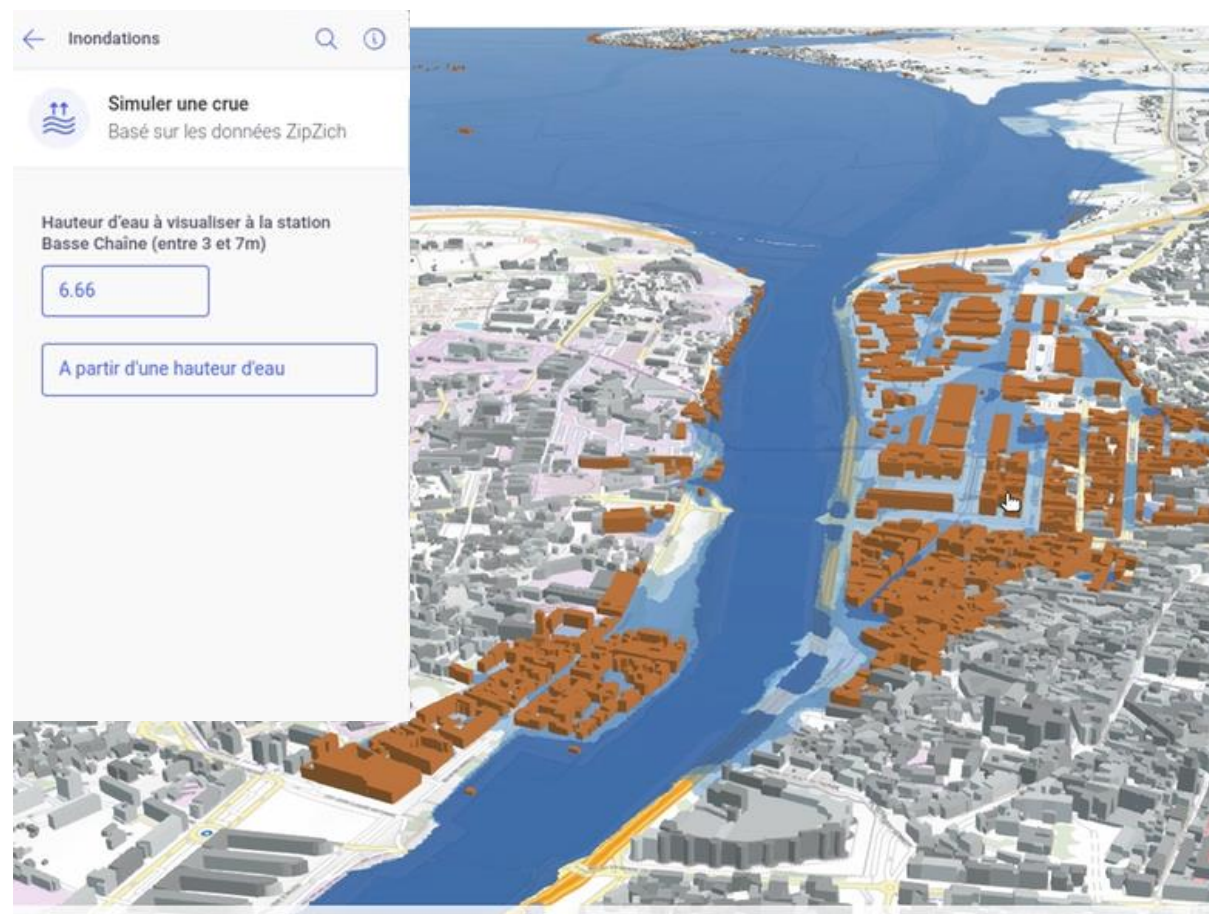 Inondations
Simuler une crue
Basé sur les données ZipZich
Hauteur d'eau à visualiser à la station
Basse Chaîne (entre 3 et 7m)
6.66
A partir d'une hauteur d'eau